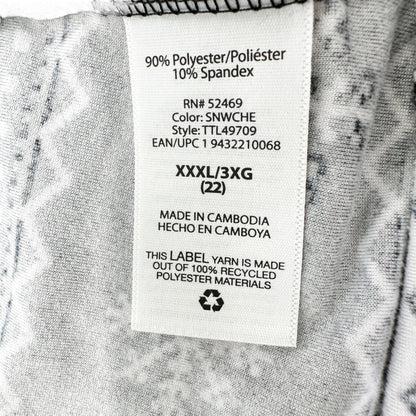 90% Polyester/Poliéster
10% Spandex
RN# 52469
Color: SNWCHE
Style: TTL49709
EAN/UPC 1 9432210068
XXXL/3XG
(22)
MADE IN CAMBODIA
HECHO EN CAMBOYA
THIS LABEL YARN IS MADE
OUT OF 100% RECYCLED
POLYESTER MATERIALS